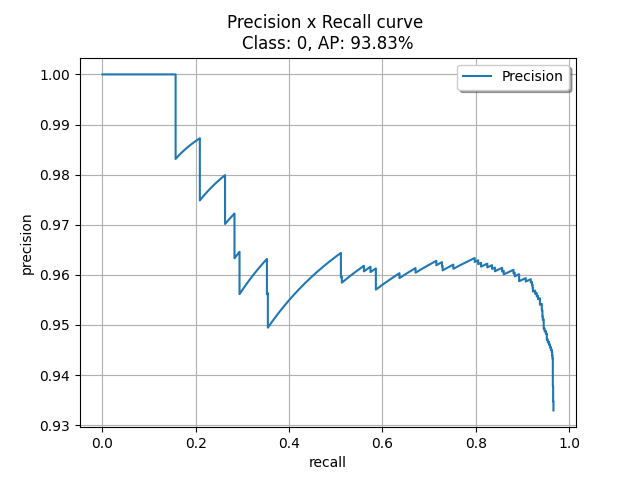 Precision x Recall curve
Class: 0, AP: 93.83%
Precision
1.00
0.99
0.98
0.97
0.96
0.95
0.94
0.93
precision
0.0 0.2 0.4 0.6 0.8 1.0
recall